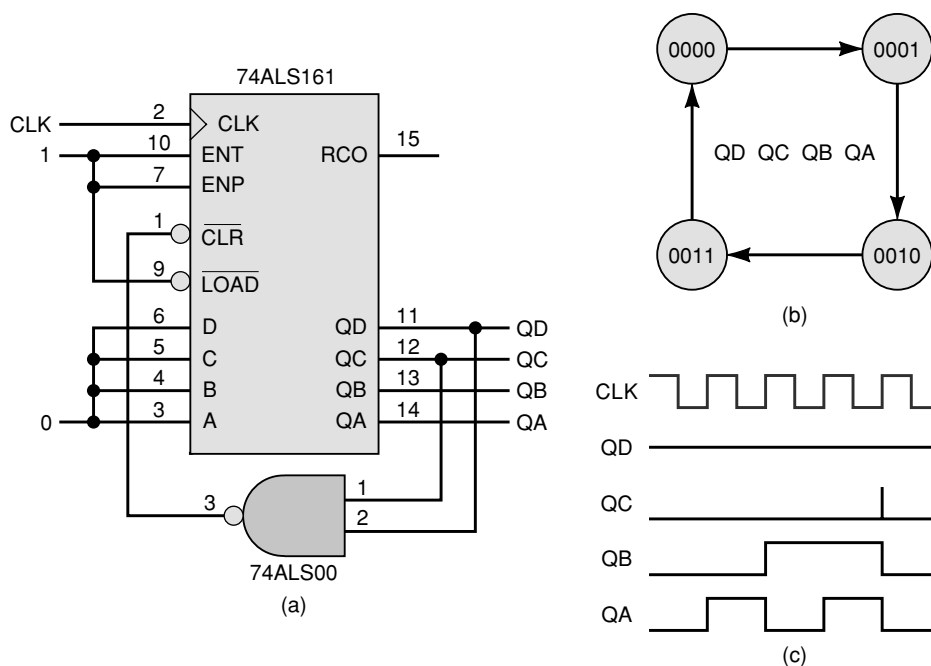 74ALS161
CLK 2 CLK
1 10 ENT RCO 15
7 ENP
1 CLR
9 LOAD
6 D QD 11 QD
5 C QC 12 QC
4 B QB 13 QB
0 3 A QA 14 QA
3 1
2
74ALS00
(a)
0000 0001
QD QC QB QA
0011 0010
(b)
CLK
QD
QC
QB
QA
(c)